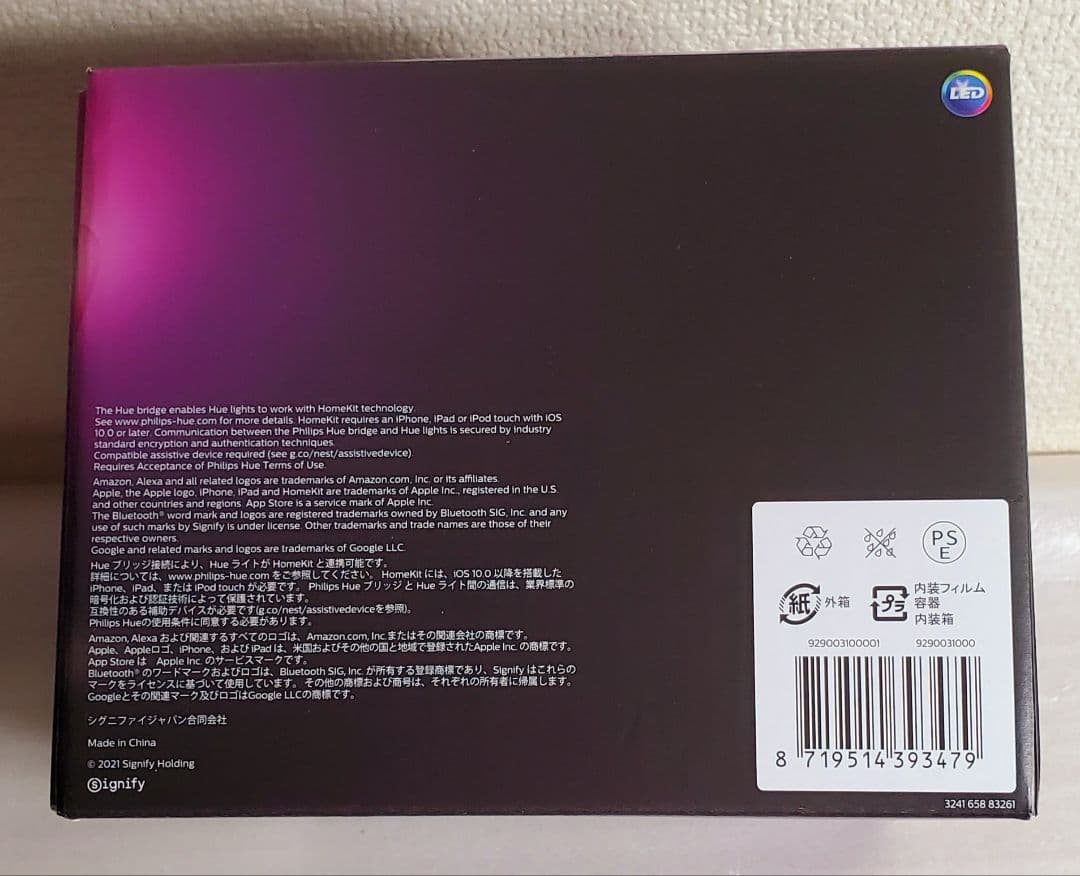 LED
The Hue bridge enables Hue lights to work with HomeKit technology.
See www.philips-hue.com for more details. HomeKit requires an iPhone, iPad or iPod touch with iOS
10.0 or later. Communication between the Philips Hue bridge and Hue lights is secured by Industry
standard encryption and authentication techniques.
Compatible assistive device required (see g.co/nest/assistivedevice).
Requires Acceptance of Philips Hue Terms of Use.
Amazon, Alexa and all related logos are trademarks of Amazon.com, Inc. or its affiliates.
Apple, the Apple logo, iPhone, iPad and HomeKit are trademarks of Apple Inc., registered in the U.S.
and other countries and regions. App Store is a service mark of Apple Inc.
The Bluetooth® word mark and logos are registered trademarks owned by Bluetooth SIG, Inc. and any
use of such marks by Signify is under license. Other trademarks and trade names are those of their
respective owners.
Google and related marks and logos are trademarks of Google LLC.
Hue ブリッジ接続により、Hue ライトが HomeKit と連携可能です。
詳細については、www.philips-hue.com をご参照してください。 HomeKit には、iOS 10.0 以降を搭載した
iPhone、iPad、または iPod touch が必要です。 Philips Hue ブリッジ と Hue ライト間の通信は、業界標準の
暗号化および認証技術によって保護されています。
互換性のある補助デバイスが必要です(g.co/nest/assistivedeviceを参照)。
Philips Hueの使用条件に同意する必要があります。
Amazon, Alexa および関連するすべてのロゴは、Amazon.com, Inc.またはその関連会社の商標です。
Apple、Appleロゴ、iPhone、および iPad は、米国およびその他の国と地域で登録されたApple Inc. の商標です。
App Store は Apple Inc. のサービスマークです。
Bluetooth® のワードマークおよびロゴは、Bluetooth SIG, Inc. が所有する登録商標であり、Signify はこれらの
マークをライセンスに基づいて使用しています。 その他の商標および商号は、それぞれの所有者に帰属します。
Googleとその関連マーク及びロゴはGoogle LLCの商標です。
シグニファイジャパン合同会社
Made in China
© 2021 Signify Holding
Signify
PS
E
紙 外箱
プラ 内装フィルム
容器
内装箱
929003100001 9290031000
8 719514 393479
3241 658 83261